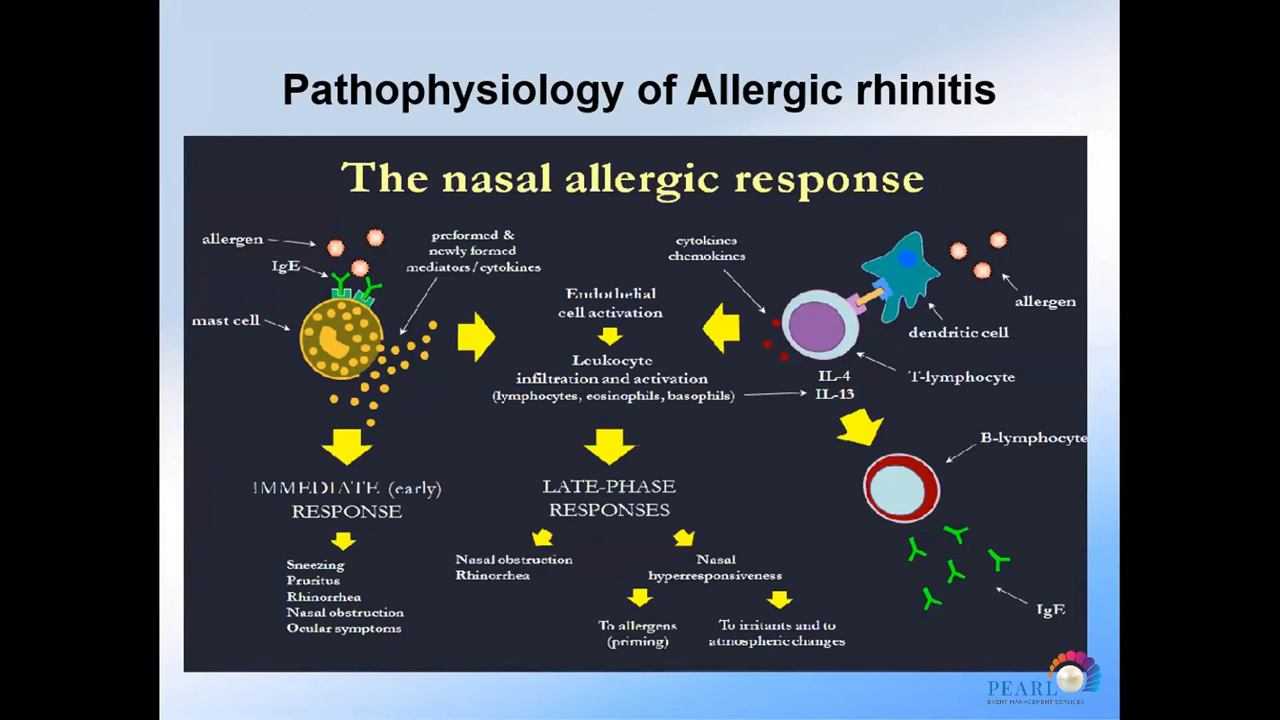 Pathophysiology of Allergic rhinitis
The nasal allergic response
allergen
IgE
mast cell
preformed &
newly formed
mediators/cytokines
Endothelial
cell activation
Leukocyte
infiltration and activation
(lymphocytes, eosinophils, basophils)
cytokines
chemokines
allergen
dendritic cell
T-lymphocyte
IL-4
IL-13
B-lymphocyte
IgE
IMMEDIATE (early)
RESPONSE
Sneezing
Pruritus
Rhinorrhea
Nasal obstruction
Ocular symptoms
LATE-PHASE
RESPONSES
Nasal obstruction
Rhinorrhea
Nasal
hyperresponsiveness
To allergens
(priming)
To irritants and to
atmospheric changes
PEARL
EVENT MANAGEMENT SERVICES